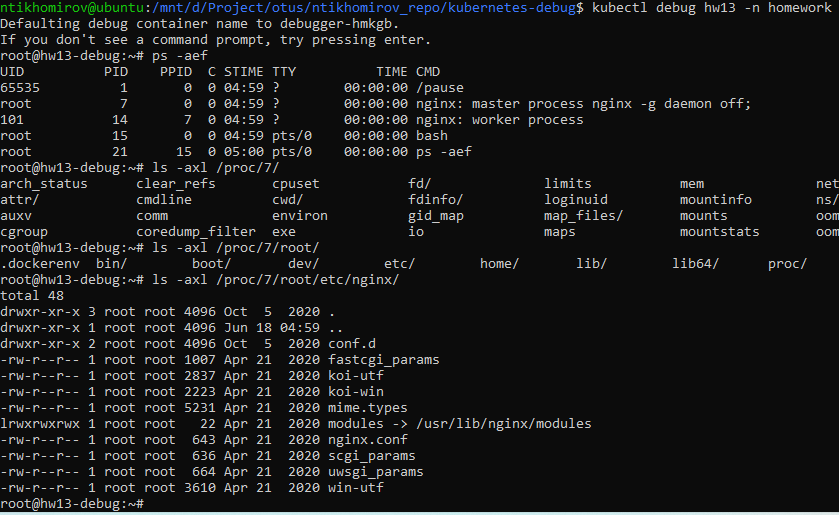 ntikhomirov@ubuntu:/mnt/d/Project/otus/ntikhomirov_repo/kubernetes-debug$ kubectl debug hw13 -n homework
Defaulting debug container name to debugger-hmkgb.
If you don't see a command prompt, try pressing enter.
root@hw13-debug:~# ps -aef
UID          PID    PPID  C STIME TTY          TIME CMD
65535          1       0  0 04:59 ?        00:00:00 /pause
root           7       0  0 04:59 ?        00:00:00 nginx: master process nginx -g daemon off;
101           14       7  0 04:59 ?        00:00:00 nginx: worker process
root          15       0  0 04:59 pts/0    00:00:00 bash
root          21      15  0 05:00 pts/0    00:00:00 ps -aef
root@hw13-debug:~# ls -axl /proc/7/
arch_status      clear_refs       cpuset           fd/              limits           mem              net
attr/            cmdline          cwd/             fdinfo/          loginuid         mountinfo        ns/
auxv             comm             environ          gid_map          map_files/       mounts           oom
cgroup           coredump_filter  exe              io               maps             mountstats       oom
root@hw13-debug:~# ls -axl /proc/7/root/
.dockerenv  bin/        boot/       dev/        etc/        home/       lib/        lib64/      proc/
root@hw13-debug:~# ls -axl /proc/7/root/etc/nginx/
total 48
drwxr-xr-x 3 root root 4096 Oct  5  2020 .
drwxr-xr-x 1 root root 4096 Jun 18 04:59 ..
drwxr-xr-x 2 root root 4096 Oct  5  2020 conf.d
-rw-r--r-- 1 root root 1007 Apr 21  2020 fastcgi_params
-rw-r--r-- 1 root root 2837 Apr 21  2020 koi-utf
-rw-r--r-- 1 root root 2223 Apr 21  2020 koi-win
-rw-r--r-- 1 root root 5231 Apr 21  2020 mime.types
lrwxrwxrwx 1 root root   22 Apr 21  2020 modules -> /usr/lib/nginx/modules
-rw-r--r-- 1 root root  643 Apr 21  2020 nginx.conf
-rw-r--r-- 1 root root  636 Apr 21  2020 scgi_params
-rw-r--r-- 1 root root  664 Apr 21  2020 uwsgi_params
-rw-r--r-- 1 root root 3610 Apr 21  2020 win-utf
root@hw13-debug:~#